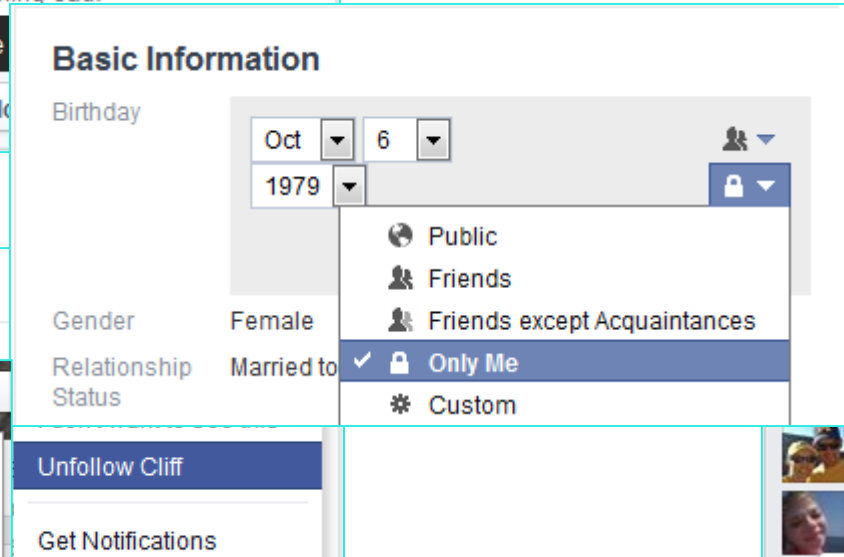 Basic Information
Birthday
Oct 6
1979
Public
Friends
Gender Female Friends except Acquaintances
Relationship Status Married to Only Me
Custom
Unfollow Cliff
Get Notifications